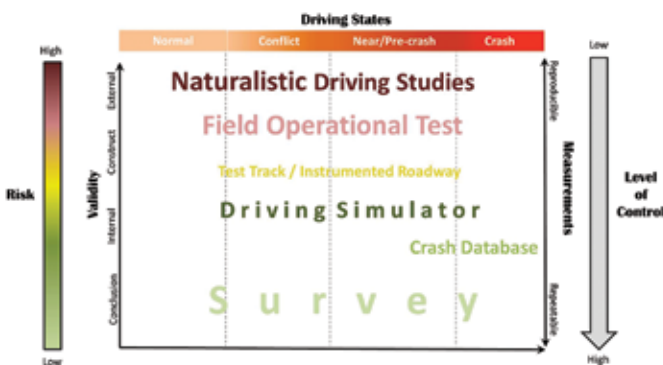 Driving States
High
Normal
Conflict
Near/Pre-crash
Crash
Low
External
Naturalistic Driving Studies
Reproducible
Field Operational Test
Construct
Test Track / Instrumented Roadway
Risk
Validity
Measurements
Level
of
Control
Internal
Driving Simulator
Crash Database
Conclusion
Survey
Repeatable
Low
High